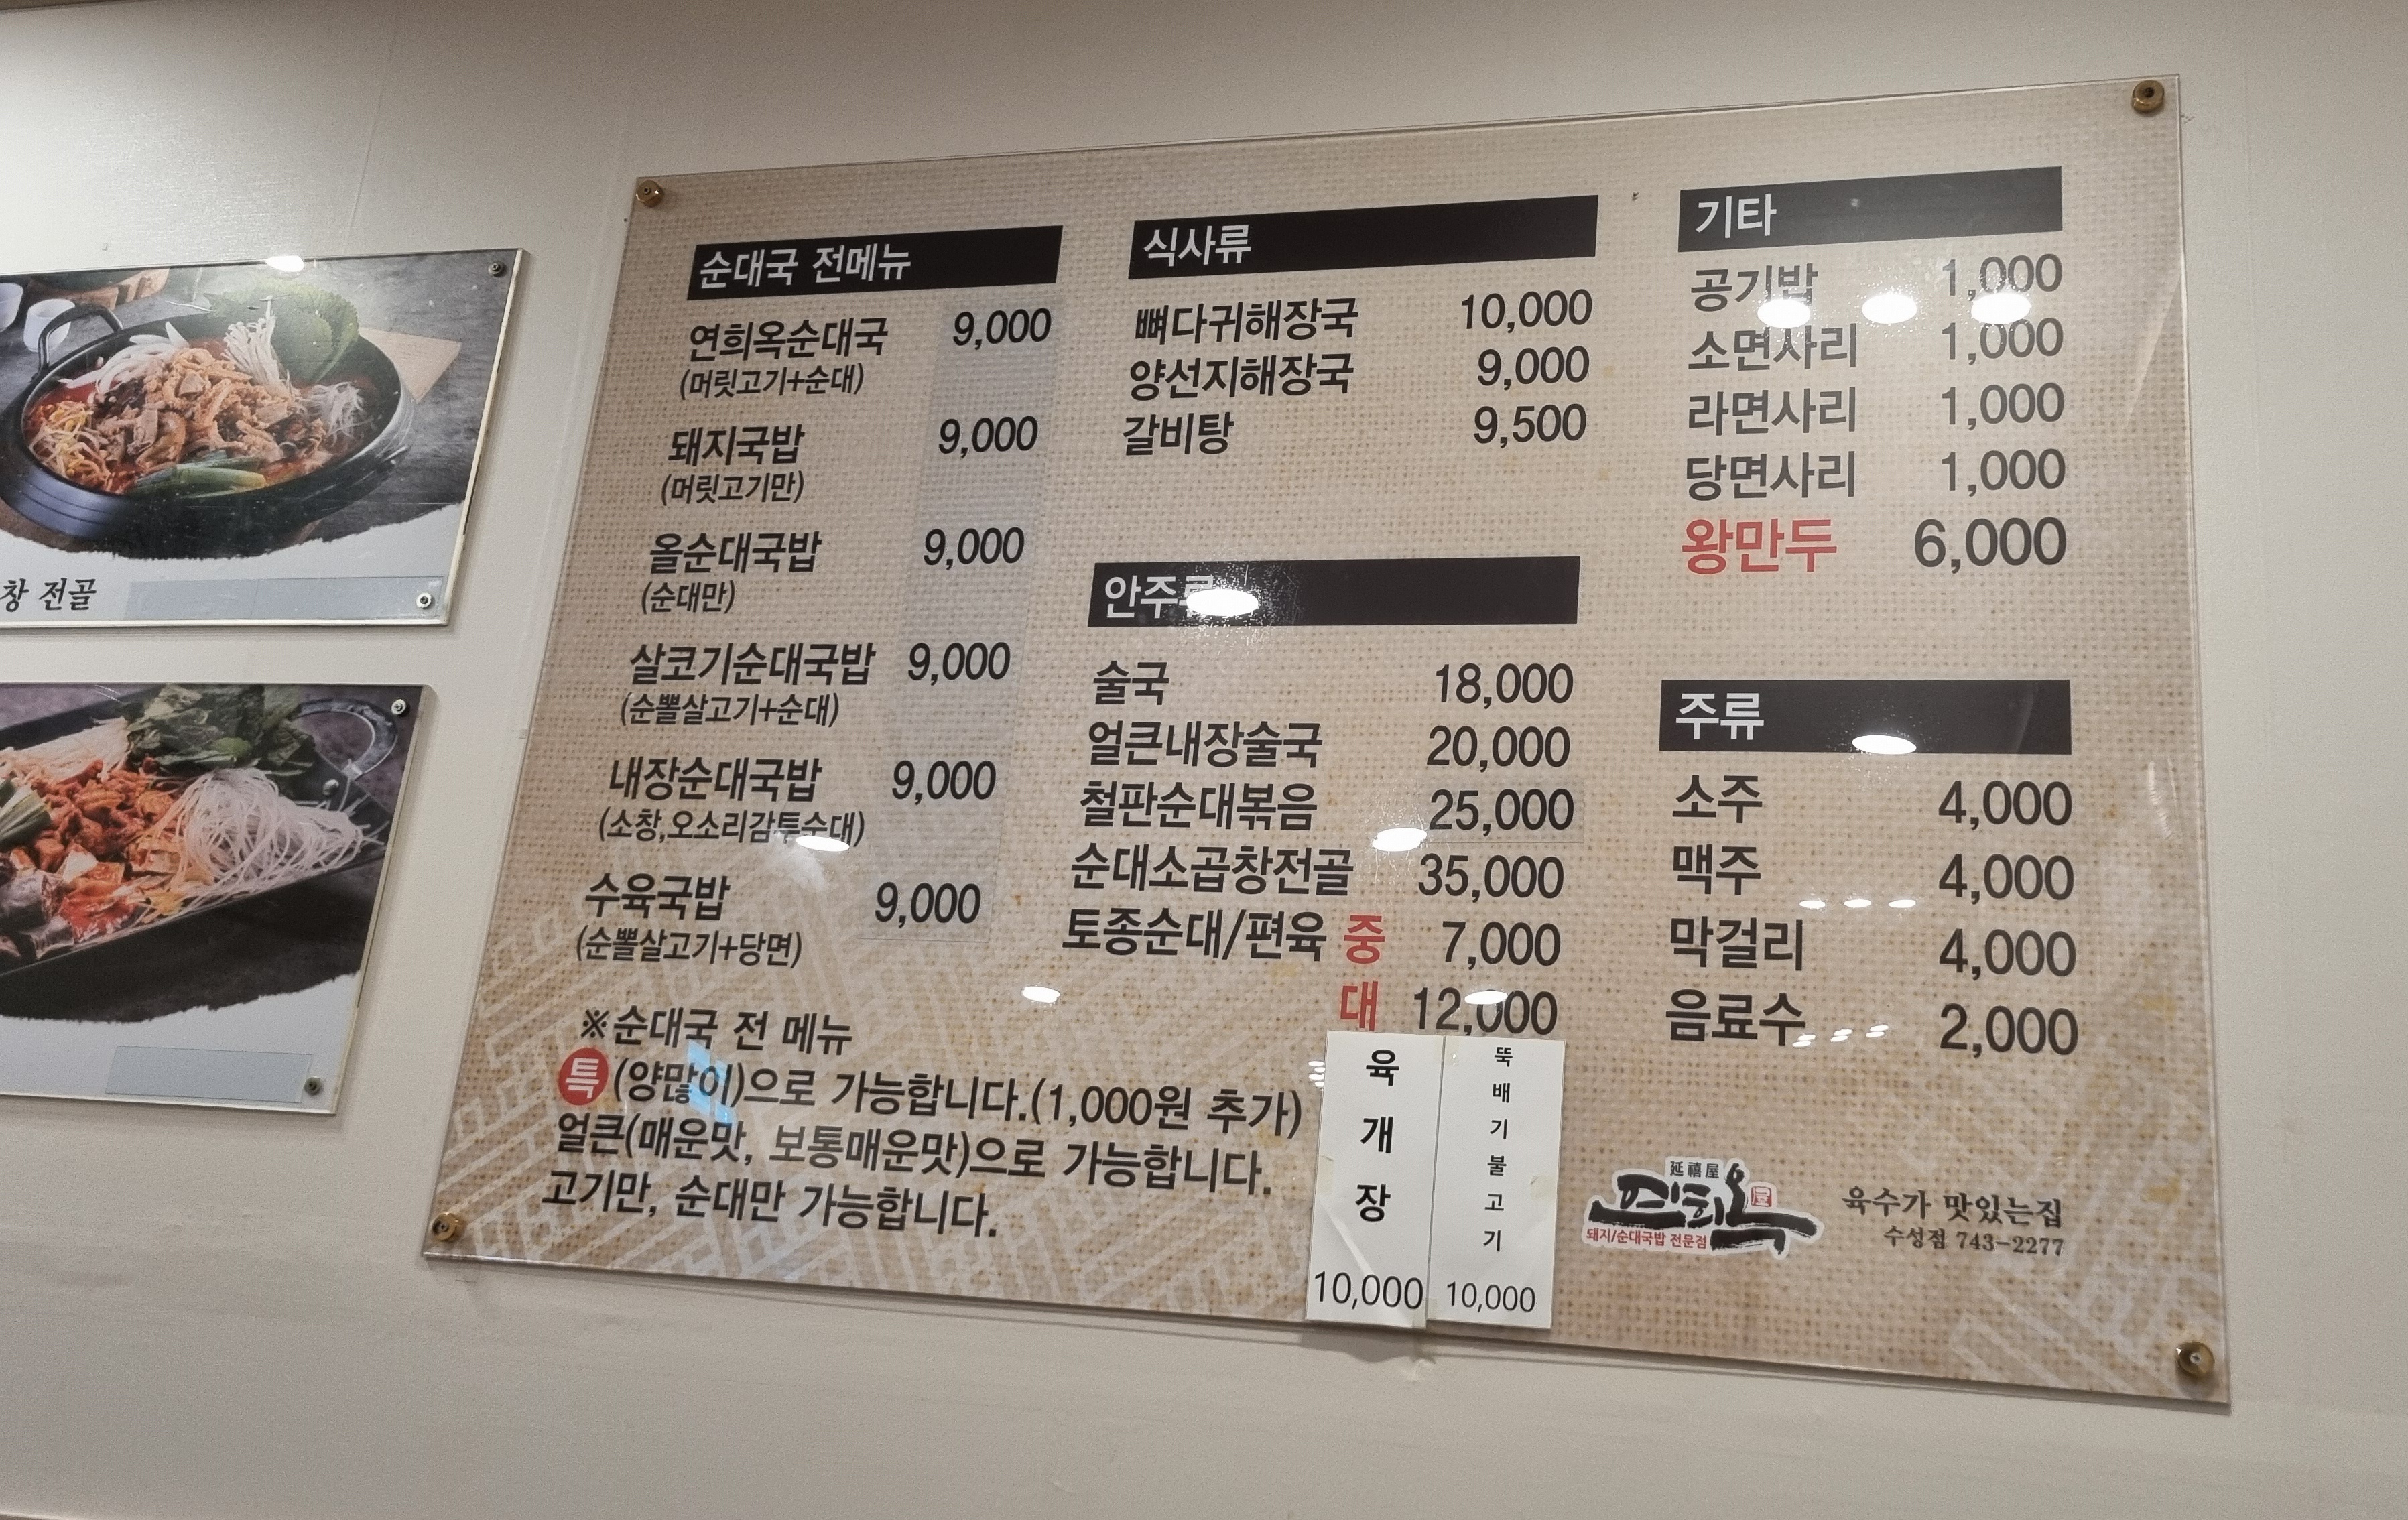 창 전골
순대국 전메뉴
연희옥순대국 9,000
(머릿고기+순대)
돼지국밥 9,000
(머릿고기만)
올순대국밥 9,000
(순대만)
살코기순대국밥 9,000
(순뽈살고기+순대)
내장순대국밥 9,000
(소창,오소리감투순대)
수육국밥 9,000
(순뽈살고기+당면)
※순대국 전 메뉴
특(양많이)으로 가능합니다.(1,000원 추가)
얼큰(매운맛, 보통매운맛)으로 가능합니다.
고기만, 순대만 가능합니다.
식사류
뼈다귀해장국 10,000
양선지해장국 9,000
갈비탕 9,500
안주류
술국 18,000
얼큰내장술국 20,000
철판순대볶음 25,000
순대소곱창전골 35,000
토종순대/편육 중 7,000
대 12,000
육개장
10,000
뚝배기불고기
10,000
기타
공기밥 1,000
소면사리 1,000
라면사리 1,000
당면사리 1,000
왕만두 6,000
주류
소주 4,000
맥주 4,000
막걸리 4,000
음료수 2,000
延禧屋
연희옥
돼지/순대국밥 전문점
육수가 맛있는집
수성점 743-2277